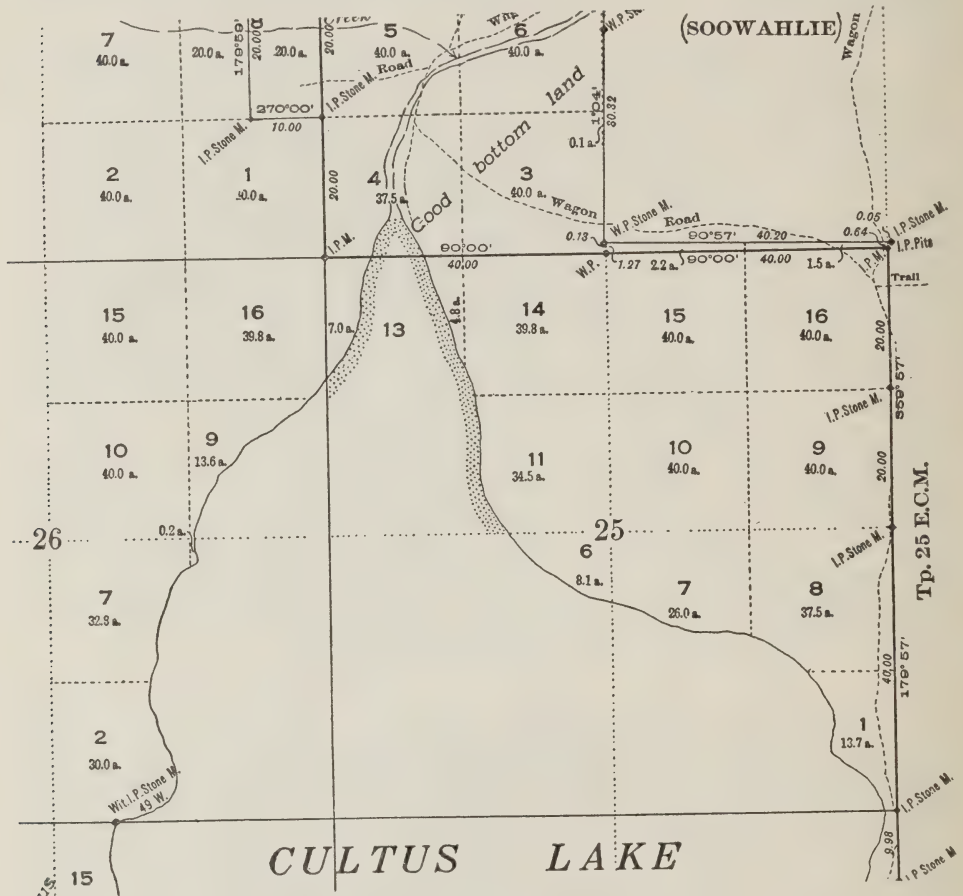 Creek
7
40.0 a.
179°59'
20.00
20.0 a.
20.0 a.
20.00
5
40.0 a.
6
40.0 a.
W.P.
(SOOWAHLIE)
Wagon
Road
I.P. Stone M.
270°00'
10.00
I.P. Stone M.
land
bottom
Good
1°04'
80.32
0.1 a.
2
40.0 a.
1
20.00
4
37.5 a.
3
40.0 a.
Wagon
Road
W.P. Stone M.
0.13
90°57'
40.20
0.05
0.64
I.P. Stone M.
I.P. Pits
I.P.M.
I.P.M.
90°00'
40.00
W.P.
1.27
2.2 a.
90°00'
40.00
1.5 a.
Trail
15
40.0 a.
16
39.8 a.
7.0 a.
13
4.8 a.
14
39.8 a.
15
40.0 a.
16
40.0 a.
20.00
359°57'
I.P. Stone M.
10
40.0 a.
9
13.6 a.
11
34.5 a.
10
40.0 a.
9
40.0 a.
20.00
Tp. 25 E.C.M.
0.2 a.
26
25
I.P. Stone M.
6
8.1 a.
7
32.8 a.
7
26.0 a.
8
37.5 a.
40.00
179°57'
2
30.0 a.
1
13.7 a.
Wit. I.P. Stone M.
49 W.
I.P. Stone M.
CULTUS LAKE
9.98
15
I.P. Stone M